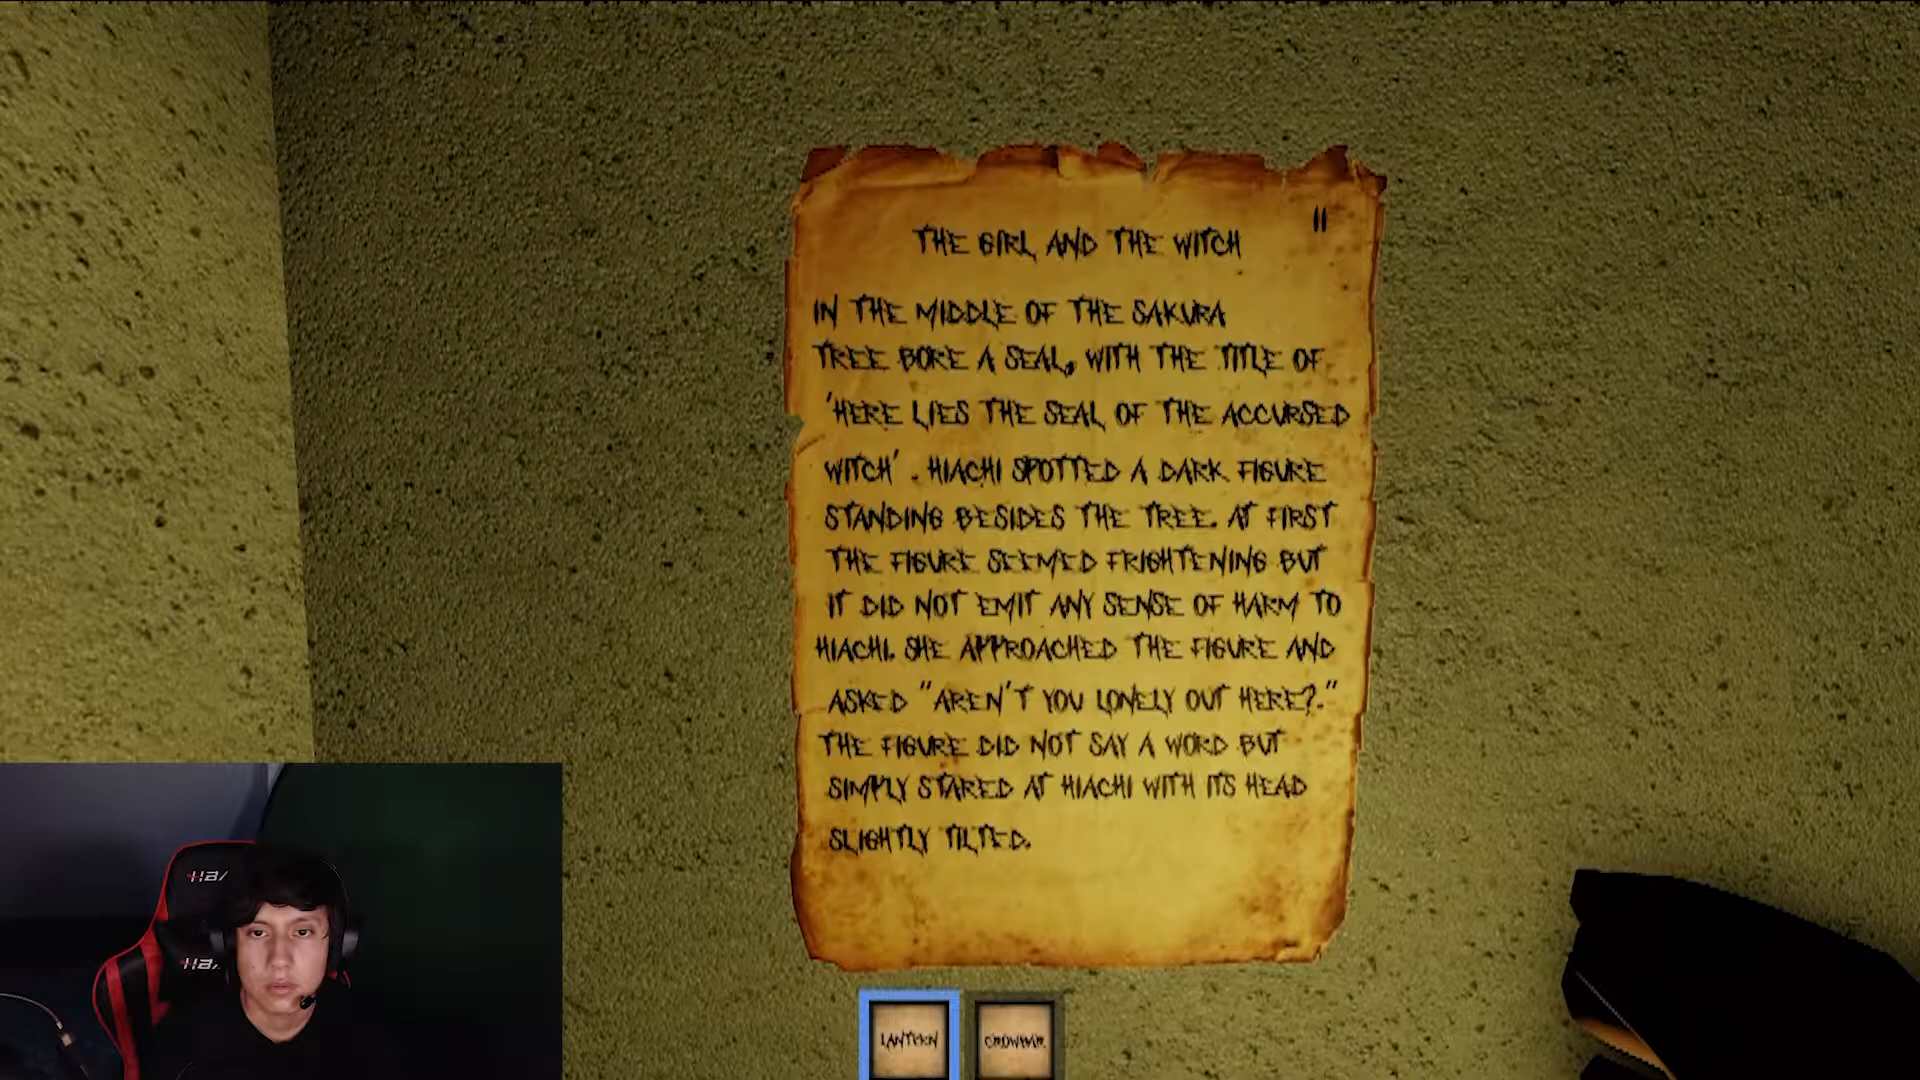 II
THE GIRL AND THE WITCH
IN THE MIDDLE OF THE SAKURA
TREE BORE A SEAL, WITH THE TITLE OF
'HERE LIES THE SEAL OF THE ACCURSED
WITCH' . HIACHI SPOTTED A DARK FIGURE
STANDING BESIDES THE TREE. AT FIRST
THE FIGURE SEEMED FRIGHTENING BUT
IT DID NOT EMIT ANY SENSE OF HARM TO
HIACHI. SHE APPROACHED THE FIGURE AND
ASKED "AREN'T YOU LONELY OUT HERE?."
THE FIGURE DID NOT SAY A WORD BUT
SIMPLY STARED AT HIACHI WITH ITS HEAD
SLIGHTLY TILTED.
LANTERN
CROWBAR